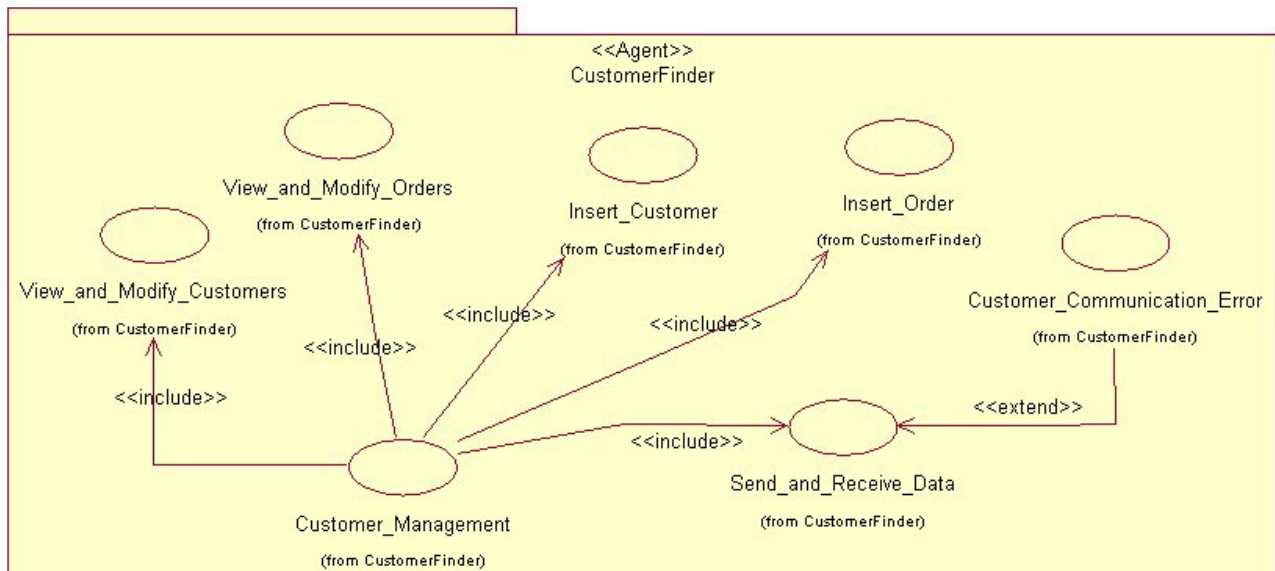 <<Agent>>
CustomerFinder
View_and_Modify_Orders
(from CustomerFinder)
Insert_Customer
(from CustomerFinder)
Insert_Order
(from CustomerFinder)
View_and_Modify_Customers
(from CustomerFinder)
Customer_Communication_Error
(from CustomerFinder)
<<include>>
<<include>>
<<include>>
<<include>>
<<extend>>
<<include>>
Send_and_Receive_Data
(from CustomerFinder)
Customer_Management
(from CustomerFinder)